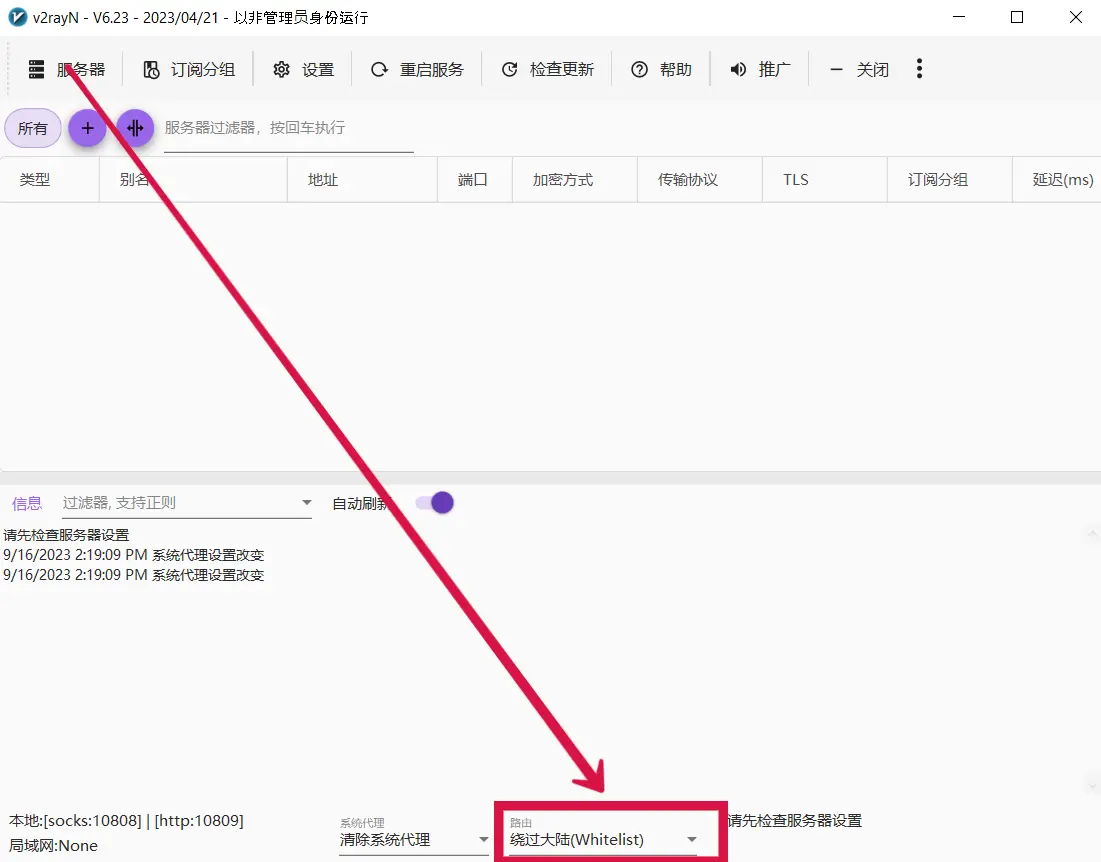 v2rayN - V6.23 - 2023/04/21 - 以非管理员身份运行
服务器 订阅分组 设置 重启服务 检查更新 帮助 推广 关闭
所有 服务器过滤器，按回车执行
类型 别名 地址 端口 加密方式 传输协议 TLS 订阅分组 延迟(ms)
信息 过滤器, 支持正则 自动刷新
请先检查服务器设置
9/16/2023 2:19:09 PM 系统代理设置改变
9/16/2023 2:19:09 PM 系统代理设置改变
本地:[socks:10808] | [http:10809]
局域网:None
系统代理
清除系统代理
路由
绕过大陆(Whitelist)
请先检查服务器设置